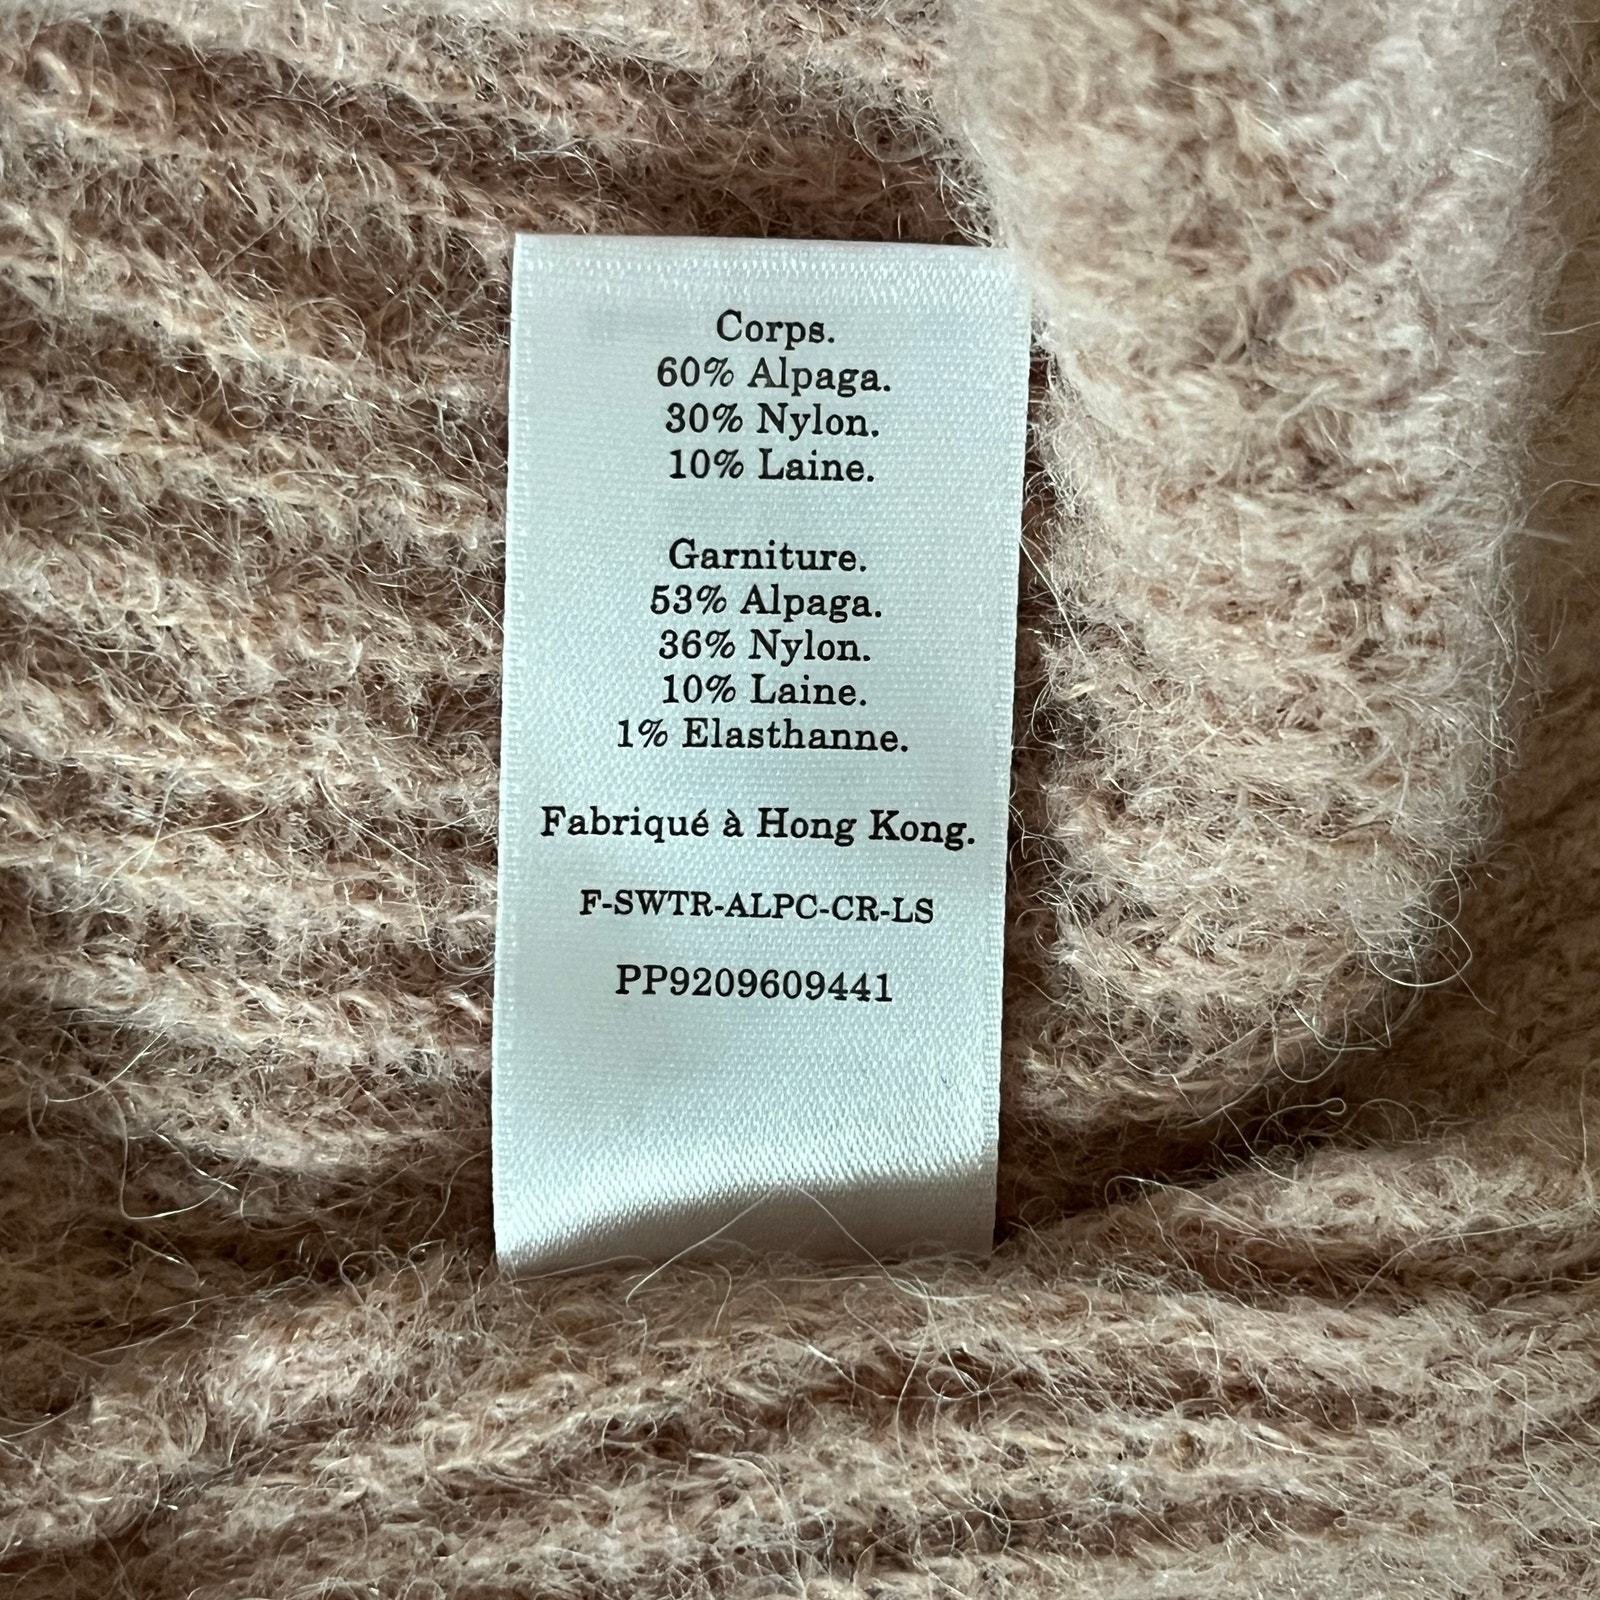 Corps.
60% Alpaga.
30% Nylon.
10% Laine.
Garniture.
53% Alpaga.
36% Nylon.
10% Laine.
1% Elasthanne.
Fabriqué à Hong Kong.
F-SWTR-ALPC-CR-LS
PP9209609441